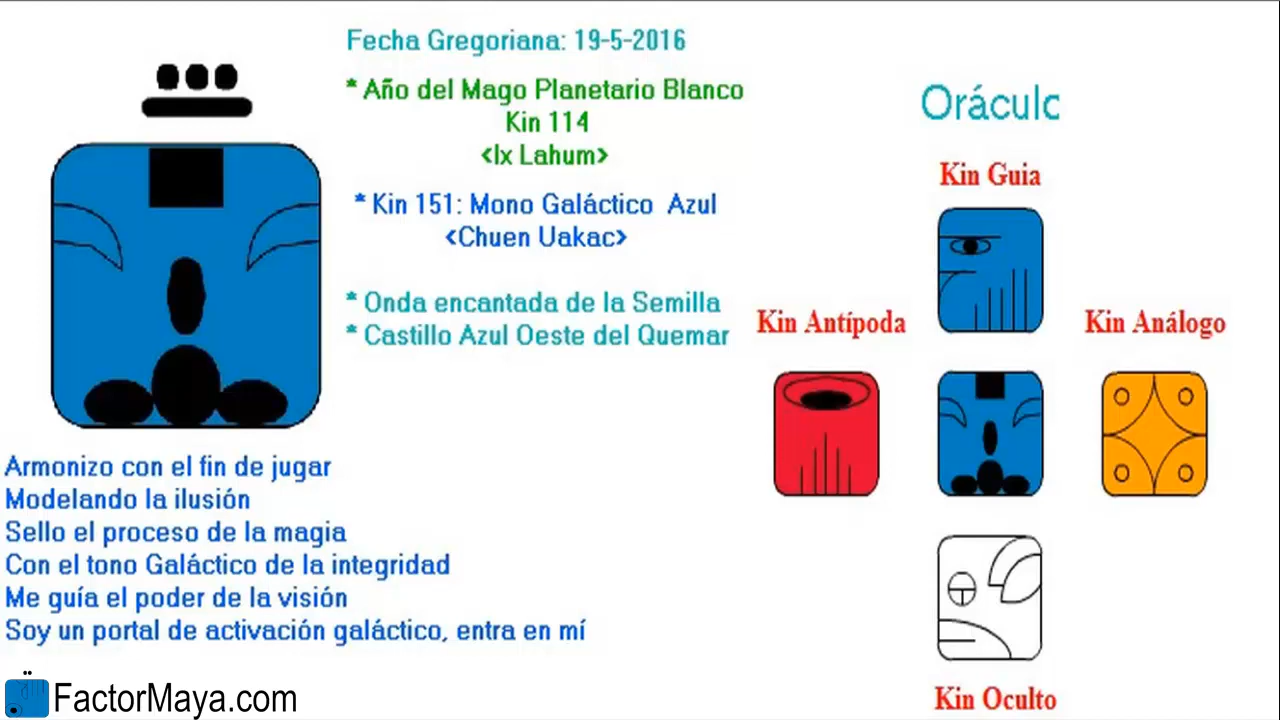 Fecha Gregoriana: 19-5-2016
* Año del Mago Planetario Blanco
Kin 114
<Ix Lahum>
* Kin 151: Mono Galáctico Azul
<Chuen Uakac>
* Onda encantada de la Semilla
* Castillo Azul Oeste del Quemar
Armonizo con el fin de jugar
Modelando la ilusión
Sello el proceso de la magia
Con el tono Galáctico de la integridad
Me guía el poder de la visión
Soy un portal de activación galáctico, entra en mí
FactorMaya.com
Oráculo
Kin Guia
Kin Antípoda
Kin Análogo
Kin Oculto